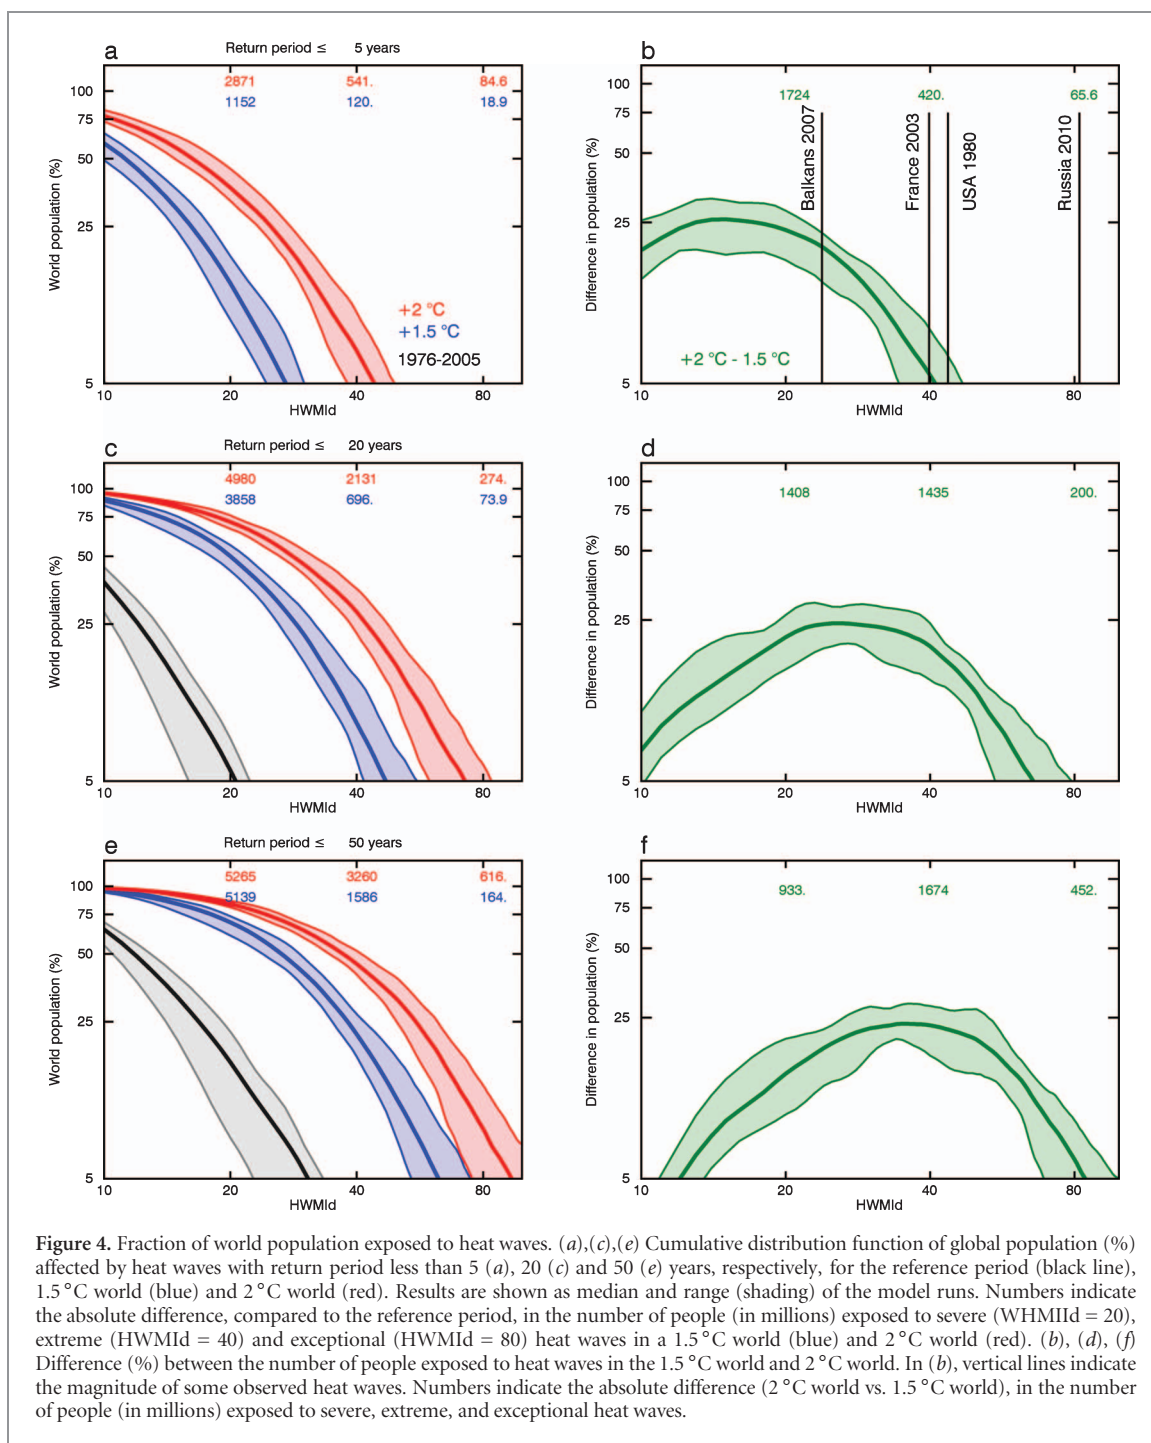 a
Return period ≤ 5 years
2871 541. 84.6
1152 120. 18.9
100
75
50
25
5
World population (%)
+2 °C
+1.5 °C
1976-2005
10 20 40 80
HWMId
b
100
75
50
25
5
Difference in population (%)
1724 420. 65.6
Balkans 2007
France 2003
USA 1980
Russia 2010
+2 °C - 1.5 °C
10 20 40 80
HWMId
c
Return period ≤ 20 years
4980 2131 274.
3858 696. 73.9
100
75
50
25
5
World population (%)
10 20 40 80
HWMId
d
100
75
50
25
5
Difference in population (%)
1408 1435 200.
10 20 40 80
HWMId
e
Return period ≤ 50 years
5265 3260 616.
5139 1586 164.
100
75
50
25
5
World population (%)
10 20 40 80
HWMId
f
100
75
50
25
5
Difference in population (%)
933. 1674 452.
10 20 40 80
HWMId
Figure 4. Fraction of world population exposed to heat waves. (a),(c),(e) Cumulative distribution function of global population (%)
affected by heat waves with return period less than 5 (a), 20 (c) and 50 (e) years, respectively, for the reference period (black line),
1.5 °C world (blue) and 2 °C world (red). Results are shown as median and range (shading) of the model runs. Numbers indicate
the absolute difference, compared to the reference period, in the number of people (in millions) exposed to severe (WHMIId = 20),
extreme (HWMId = 40) and exceptional (HWMId = 80) heat waves in a 1.5 °C world (blue) and 2 °C world (red). (b), (d), (f)
Difference (%) between the number of people exposed to heat waves in the 1.5 °C world and 2 °C world. In (b), vertical lines indicate
the magnitude of some observed heat waves. Numbers indicate the absolute difference (2 °C world vs. 1.5 °C world), in the number
of people (in millions) exposed to severe, extreme, and exceptional heat waves.